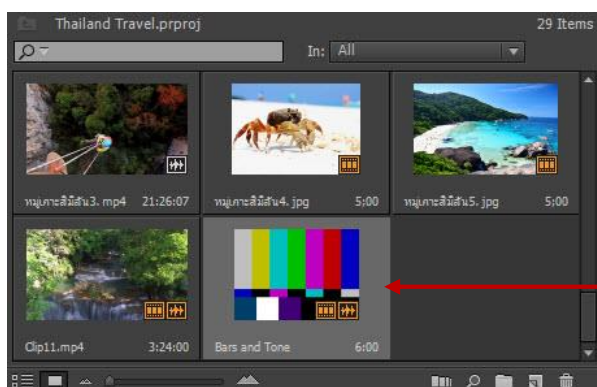 Thailand Travel.prproj 29 Items
In: All
หมู่เกาะสิมิลัน3. mp4 21:26:07 หมู่เกาะสิมิลัน4. jpg 5;00 หมู่เกาะสิมิลัน5. jpg 5;00
Clip11.mp4 3:24:00 Bars and Tone 6:00